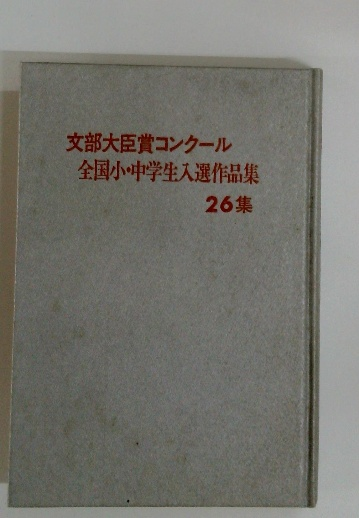 文部大臣賞コンクール
全国小・中学生入選作品集
26集